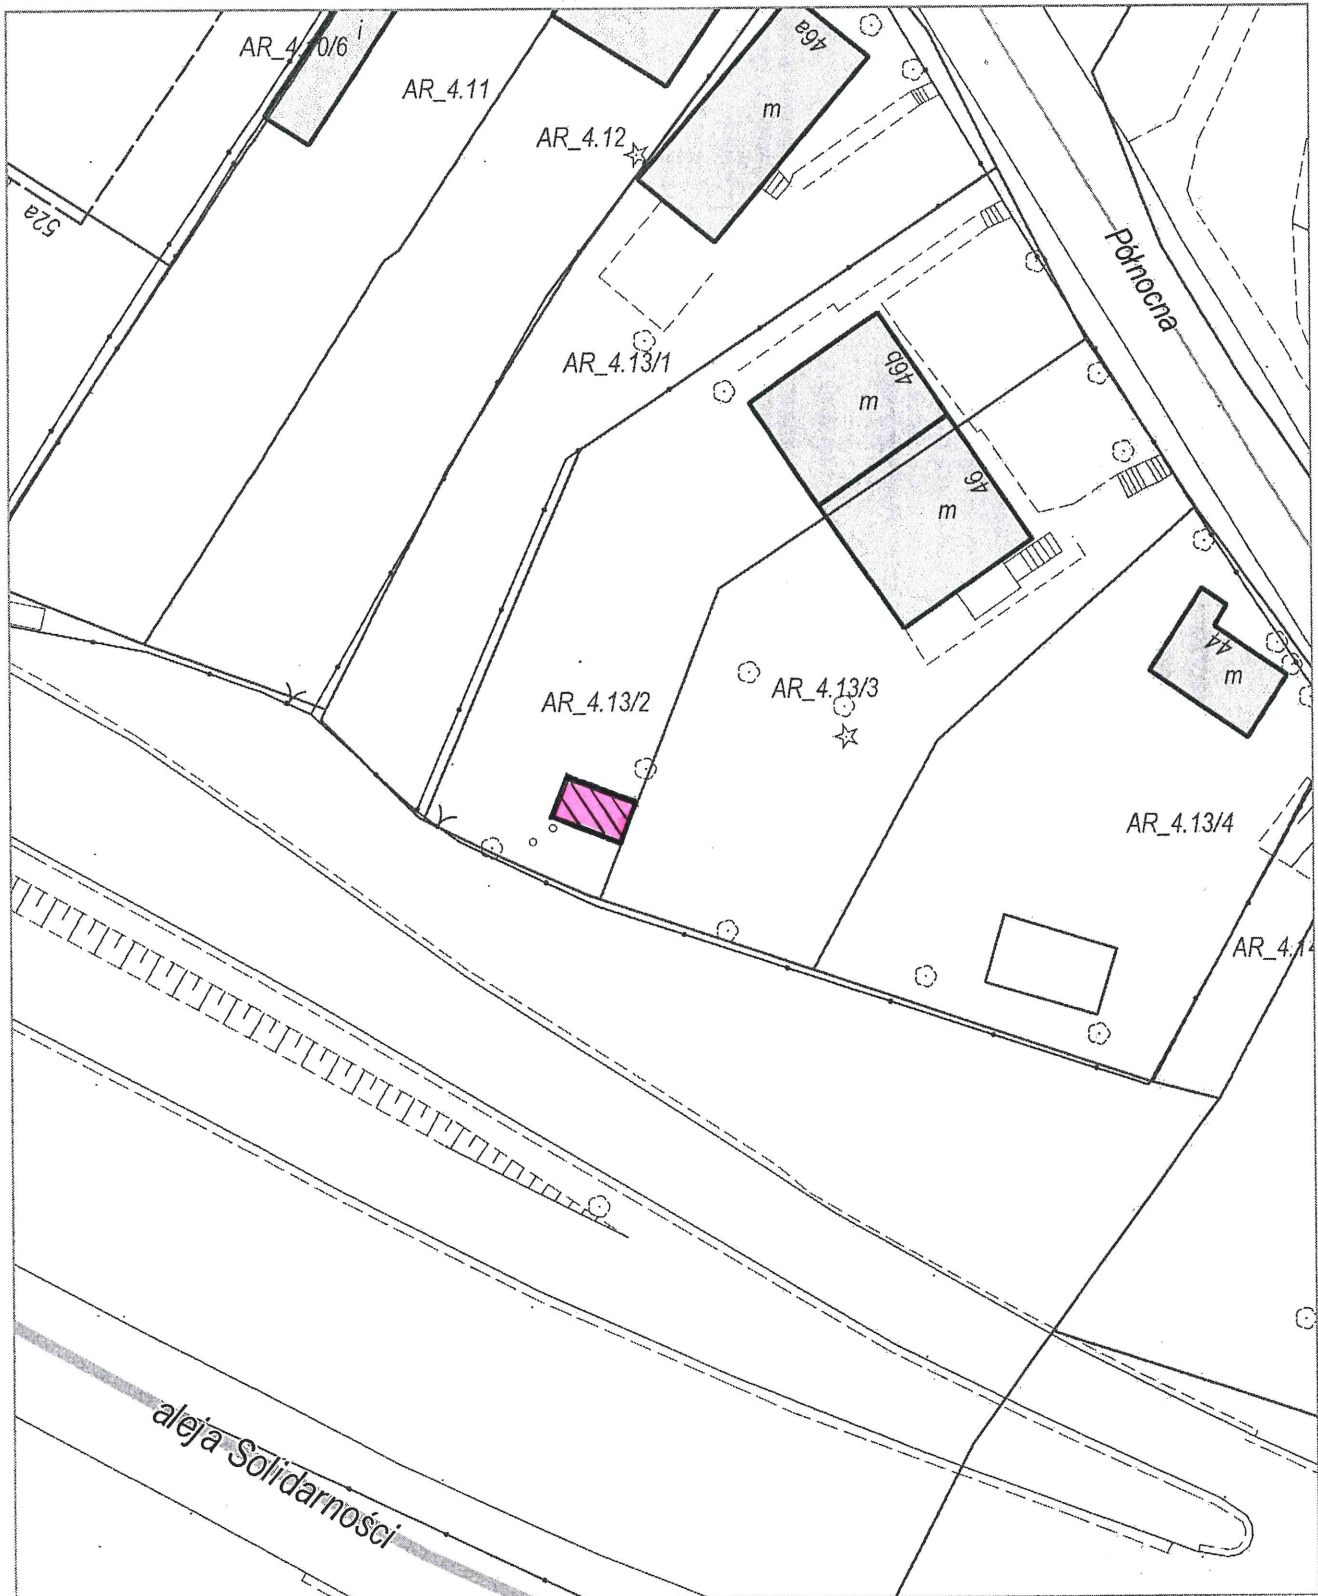 46a
AR_4.10/6
i
AR_4.11
m
AR_4.12
52a
Północna
AR_4.13/1
46b
m
46
m
44
m
AR_4.13/3
AR_4.13/2
AR_4.13/4
AR_4.14
aleja Solidarności